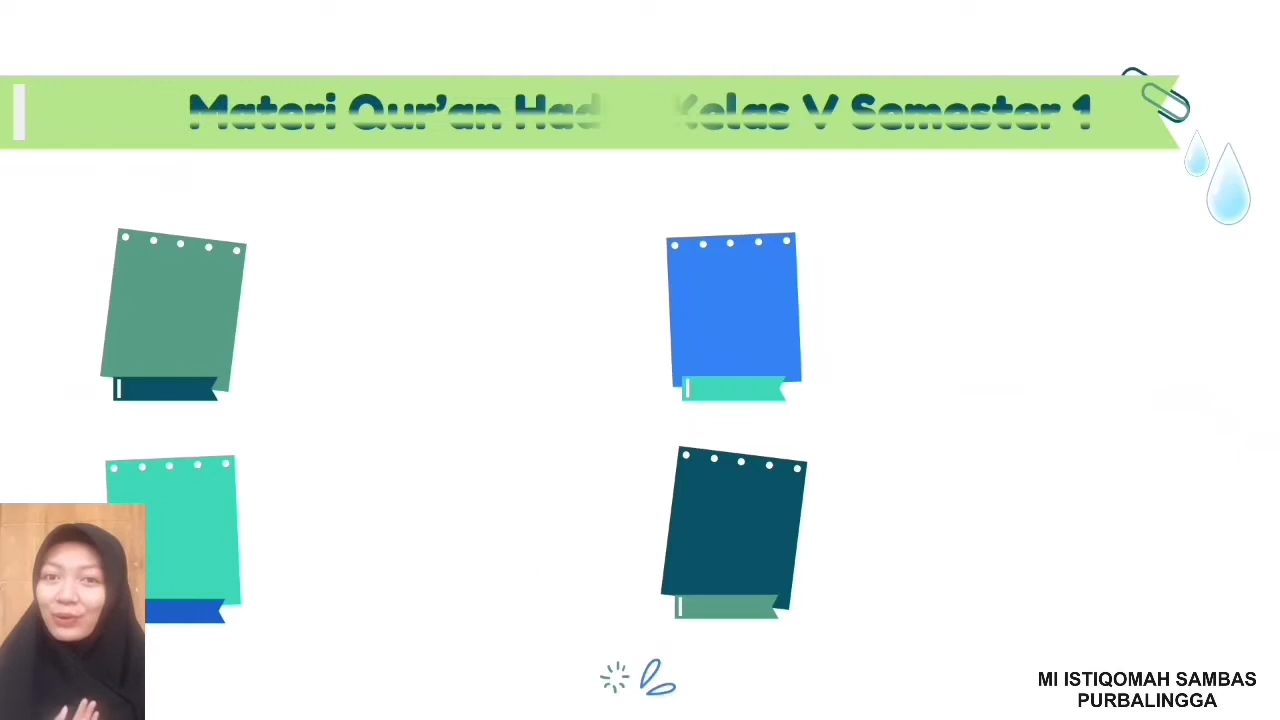 Materi Qur'an Had Kelas V Semester 1
MI ISTIQOMAH SAMBAS
PURBALINGGA